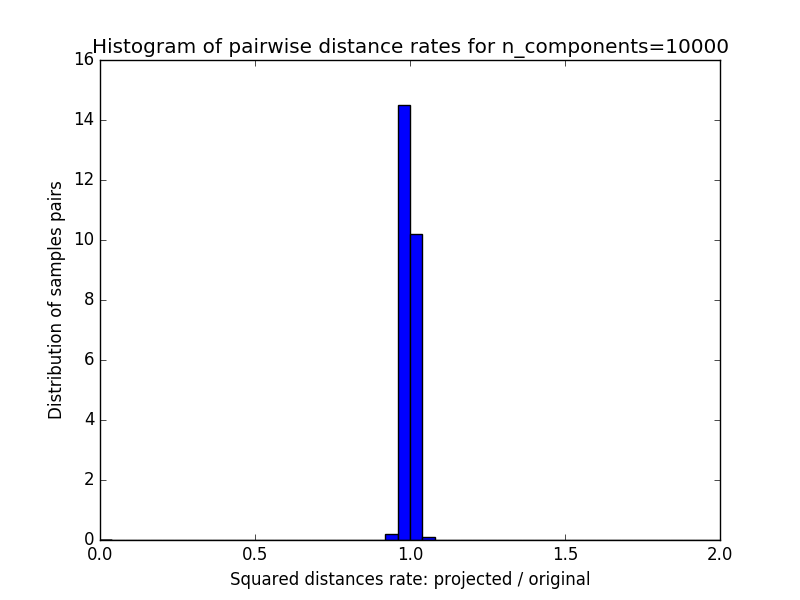 Histogram of pairwise distance rates for n_components=10000
16
14
12
10
8
6
4
2
0
Distribution of samples pairs
0.0 0.5 1.0 1.5 2.0
Squared distances rate: projected / original